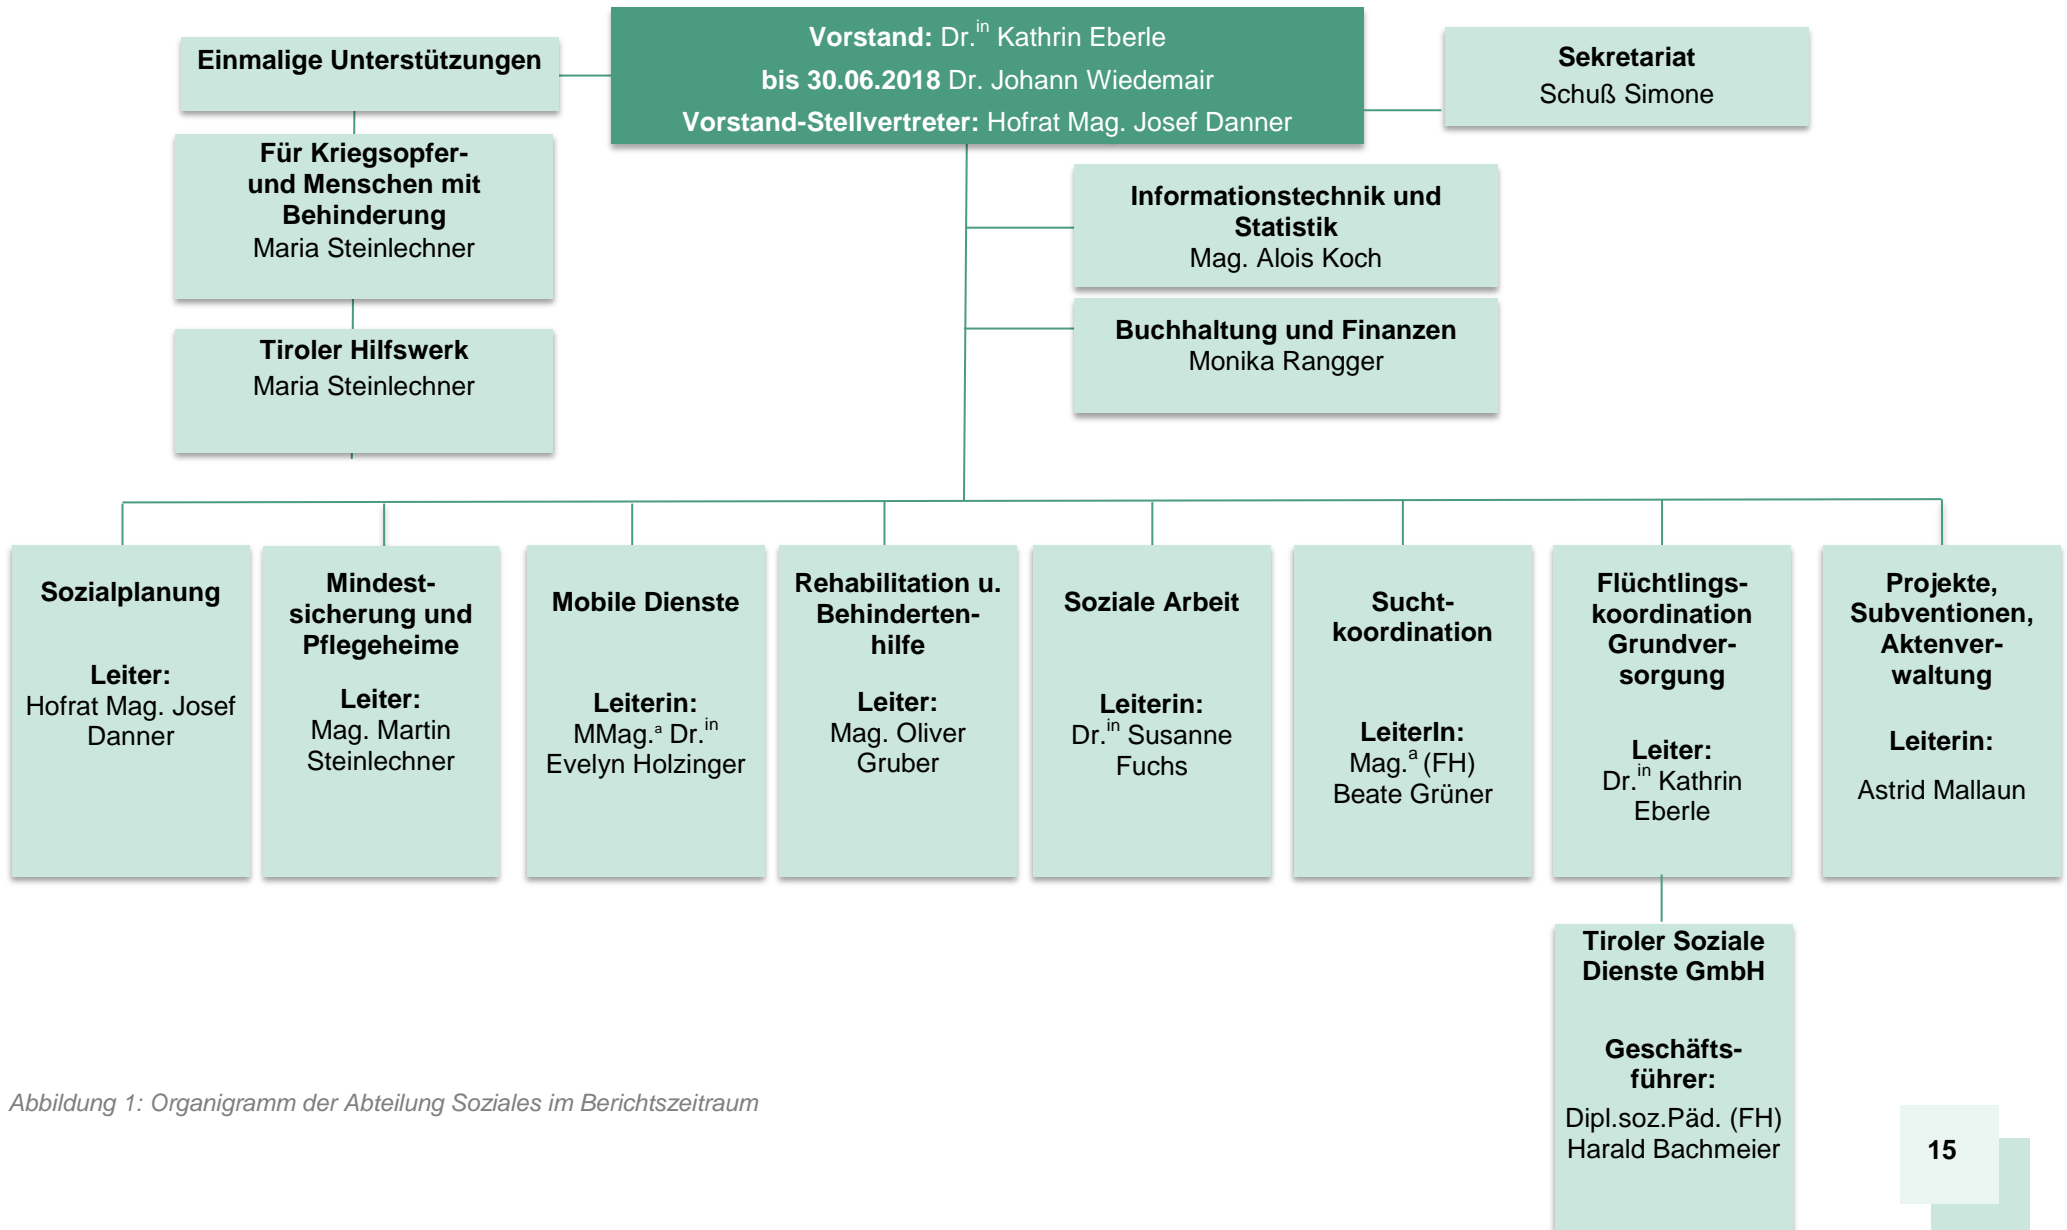 Einmalige Unterstützungen
Vorstand: Dr.in Kathrin Eberle
bis 30.06.2018 Dr. Johann Wiedemair
Vorstand-Stellvertreter: Hofrat Mag. Josef Danner
Sekretariat
Schuß Simone
Für Kriegsopfer-
und Menschen mit
Behinderung
Maria Steinlechner
Tiroler Hilfswerk
Maria Steinlechner
Informationstechnik und
Statistik
Mag. Alois Koch
Buchhaltung und Finanzen
Monika Rangger
Sozialplanung
Leiter:
Hofrat Mag. Josef
Danner
Mindest-
sicherung und
Pflegeheime
Leiter:
Mag. Martin
Steinlechner
Mobile Dienste
Leiterin:
MMag.a Dr.in
Evelyn Holzinger
Rehabilitation u.
Behinderten-
hilfe
Leiter:
Mag. Oliver
Gruber
Soziale Arbeit
Leiterin:
Dr.in Susanne
Fuchs
Sucht-
koordination
LeiterIn:
Mag.a (FH)
Beate Grüner
Flüchtlings-
koordination
Grundver-
sorgung
Leiter:
Dr.in Kathrin
Eberle
Projekte,
Subventionen,
Aktenver-
waltung
Leiterin:
Astrid Mallaun
Tiroler Soziale
Dienste GmbH
Geschäfts-
führer:
Dipl.soz.Päd. (FH)
Harald Bachmeier
Abbildung 1: Organigramm der Abteilung Soziales im Berichtszeitraum
15